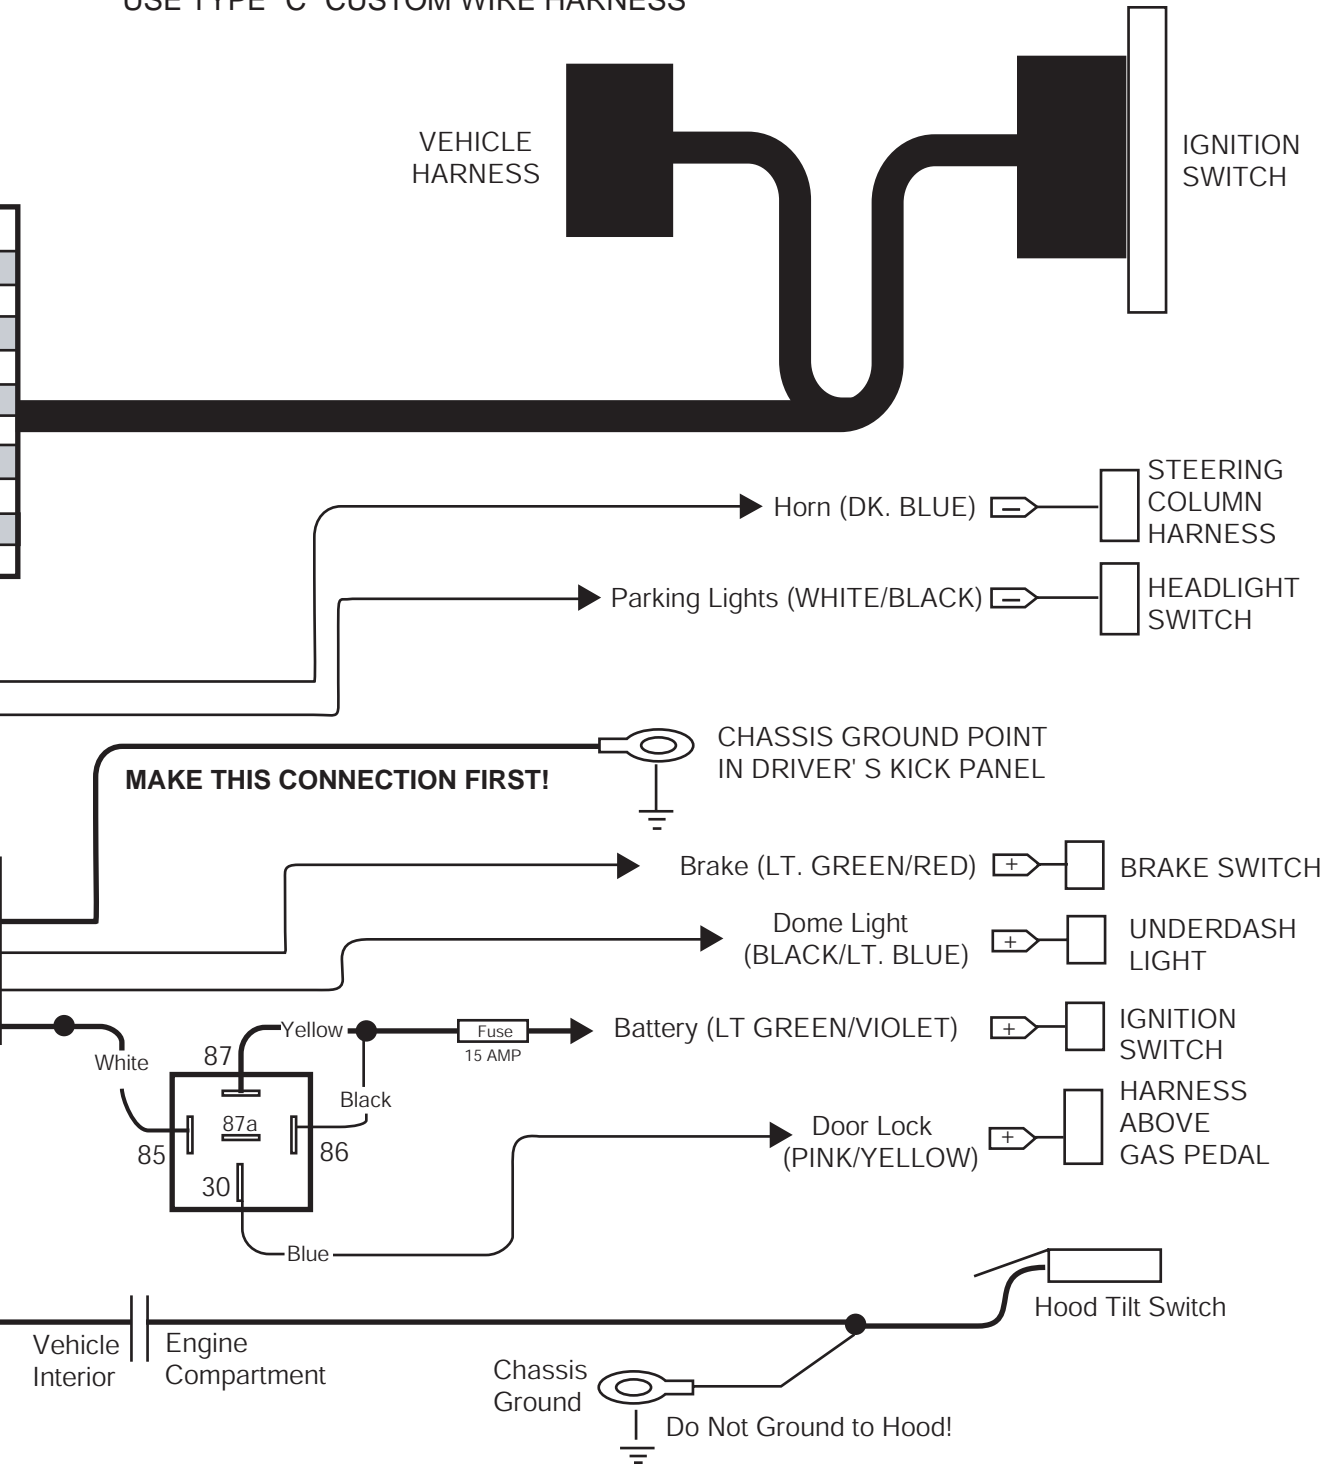 USE TYPE "C" CUSTOM WIRE HARNESS
VEHICLE
HARNESS
IGNITION
SWITCH
Horn (DK. BLUE)
−
STEERING
COLUMN
HARNESS
Parking Lights (WHITE/BLACK)
−
HEADLIGHT
SWITCH
CHASSIS GROUND POINT
IN DRIVER' S KICK PANEL
MAKE THIS CONNECTION FIRST!
Brake (LT. GREEN/RED)
+
BRAKE SWITCH
Dome Light
(BLACK/LT. BLUE)
+
UNDERDASH
LIGHT
Yellow
Fuse
15 AMP
Battery (LT GREEN/VIOLET)
+
IGNITION
SWITCH
White
87
Black
87a
85
86
30
Blue
Door Lock
(PINK/YELLOW)
+
HARNESS
ABOVE
GAS PEDAL
Hood Tilt Switch
Vehicle
Interior
Engine
Compartment
Chassis
Ground
Do Not Ground to Hood!